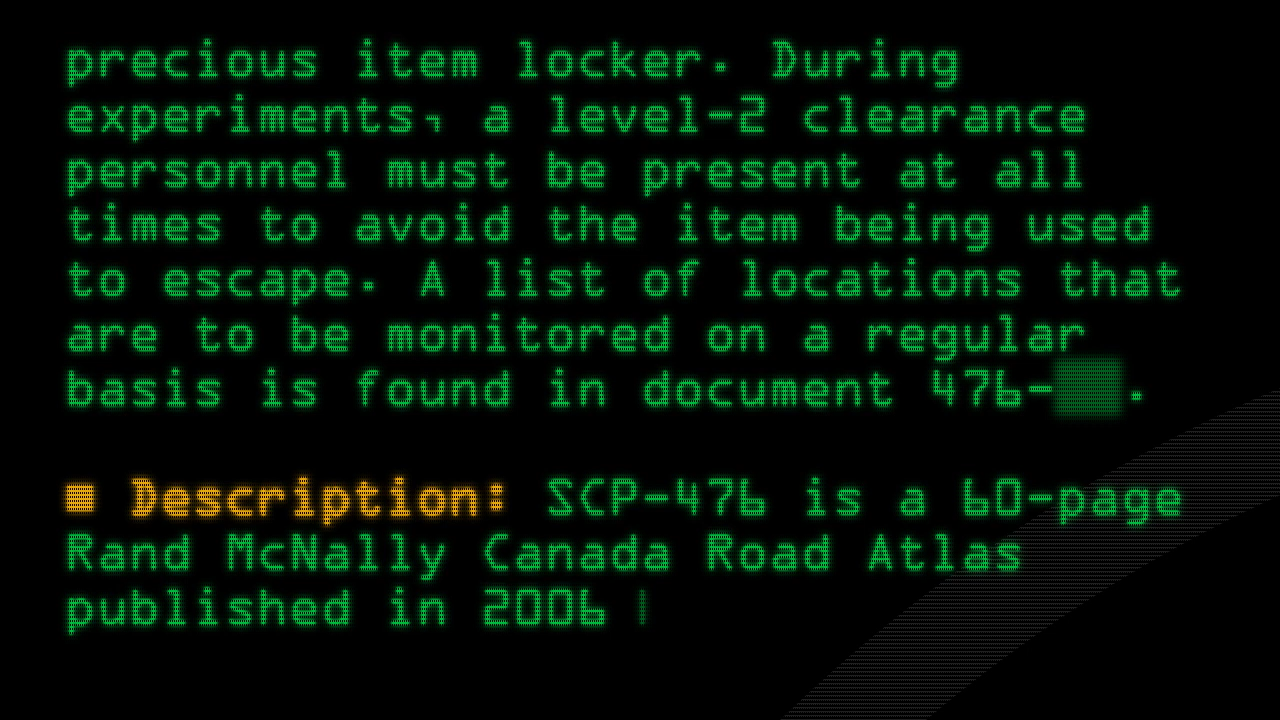 precious item locker. During
experiments, a level-2 clearance
personnel must be present at all
times to avoid the item being used
to escape. A list of locations that
are to be monitored on a regular
basis is found in document 476-██.
■ Description: SCP-476 is a 60-page
Rand McNally Canada Road Atlas
published in 2006